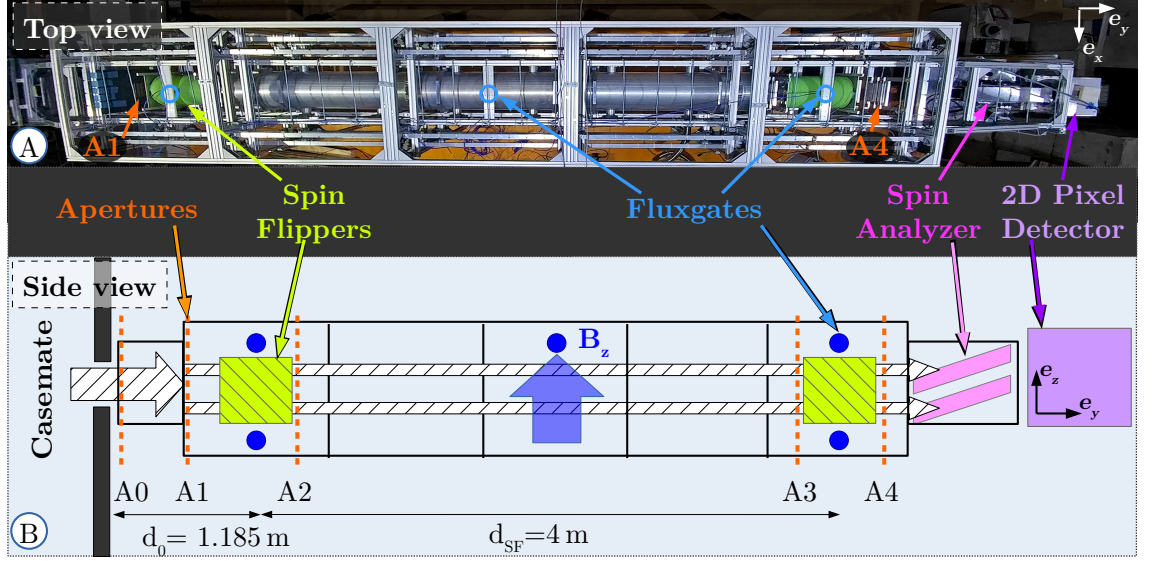 Top view
e_y
e_x
A
A1
A4
Apertures
Spin
Flippers
Fluxgates
Spin
Analyzer
2D Pixel
Detector
Side view
Casemate
B_z
e_z
e_y
A0
A1
A2
A3
A4
B
d_0= 1.185 m
d_SF=4 m